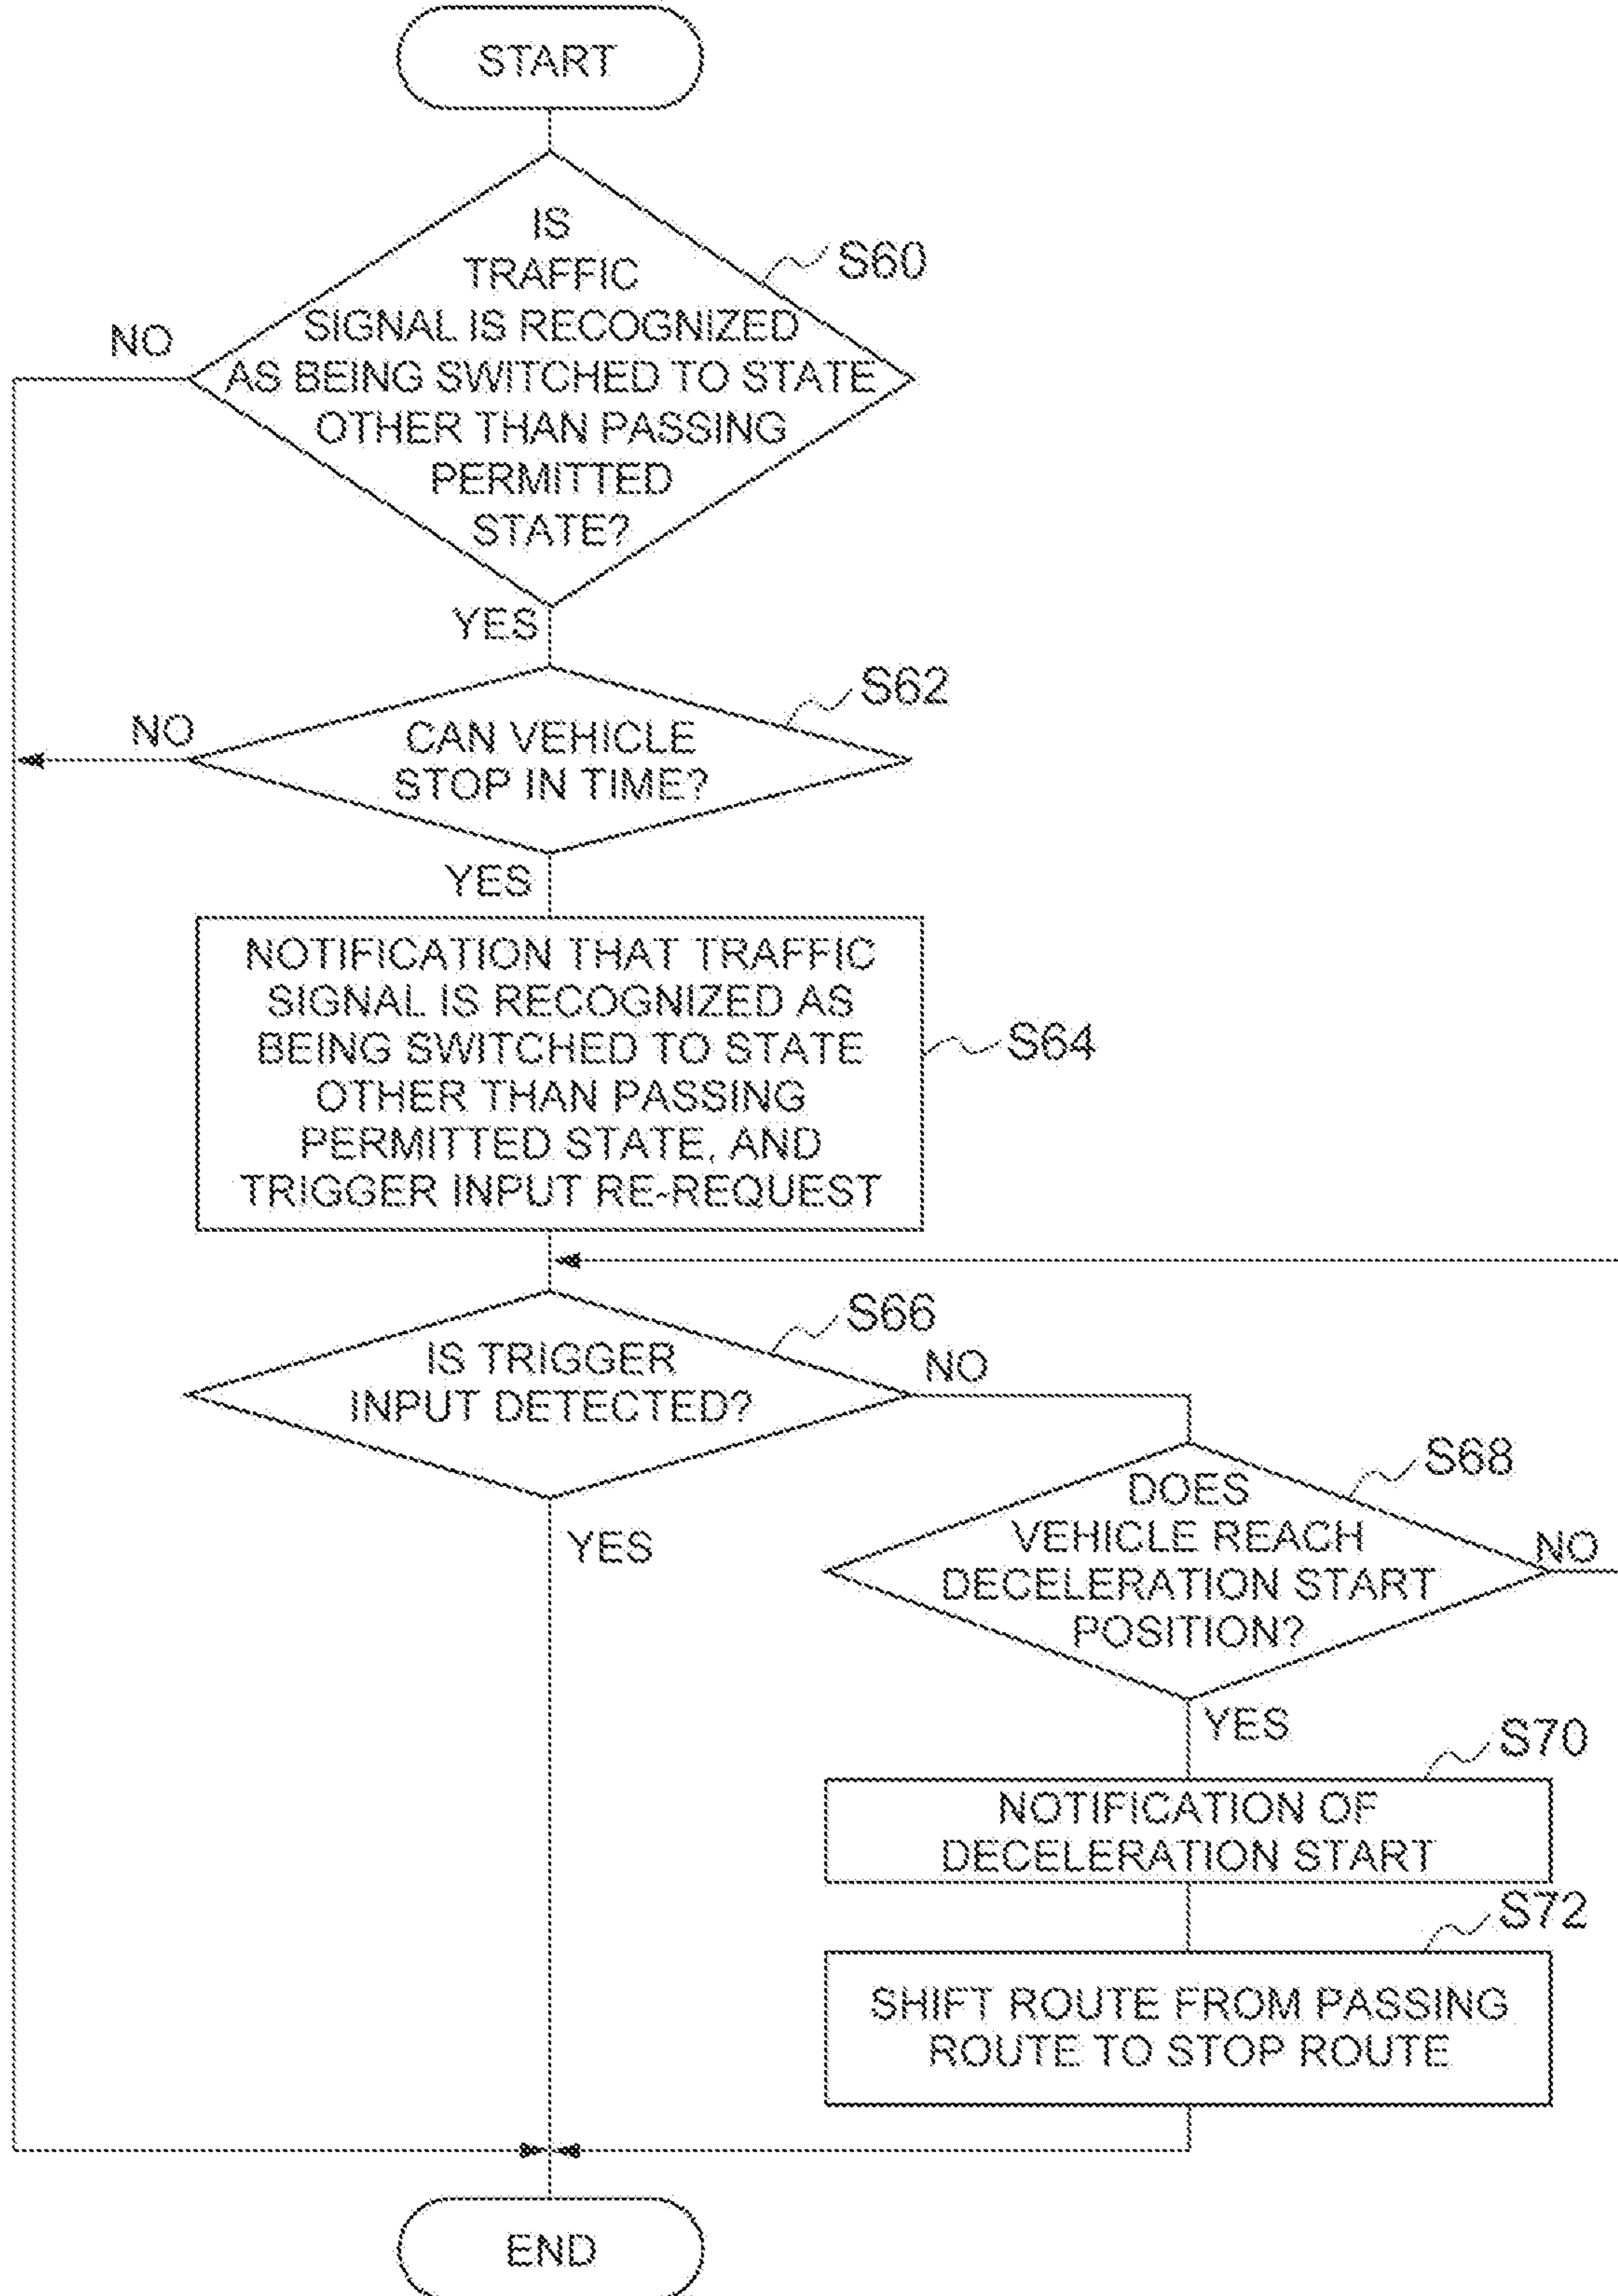 START
IS
TRAFFIC
SIGNAL IS RECOGNIZED
AS BEING SWITCHED TO STATE
OTHER THAN PASSING
PERMITTED
STATE?
S60
NO
YES
CAN VEHICLE
STOP IN TIME?
S62
NO
YES
NOTIFICATION THAT TRAFFIC
SIGNAL IS RECOGNIZED AS
BEING SWITCHED TO STATE
OTHER THAN PASSING
PERMITTED STATE, AND
TRIGGER INPUT RE-REQUEST
S64
IS TRIGGER
INPUT DETECTED?
S66
NO
YES
DOES
VEHICLE REACH
DECELERATION START
POSITION?
S68
NO
YES
S70
NOTIFICATION OF
DECELERATION START
S72
SHIFT ROUTE FROM PASSING
ROUTE TO STOP ROUTE
END